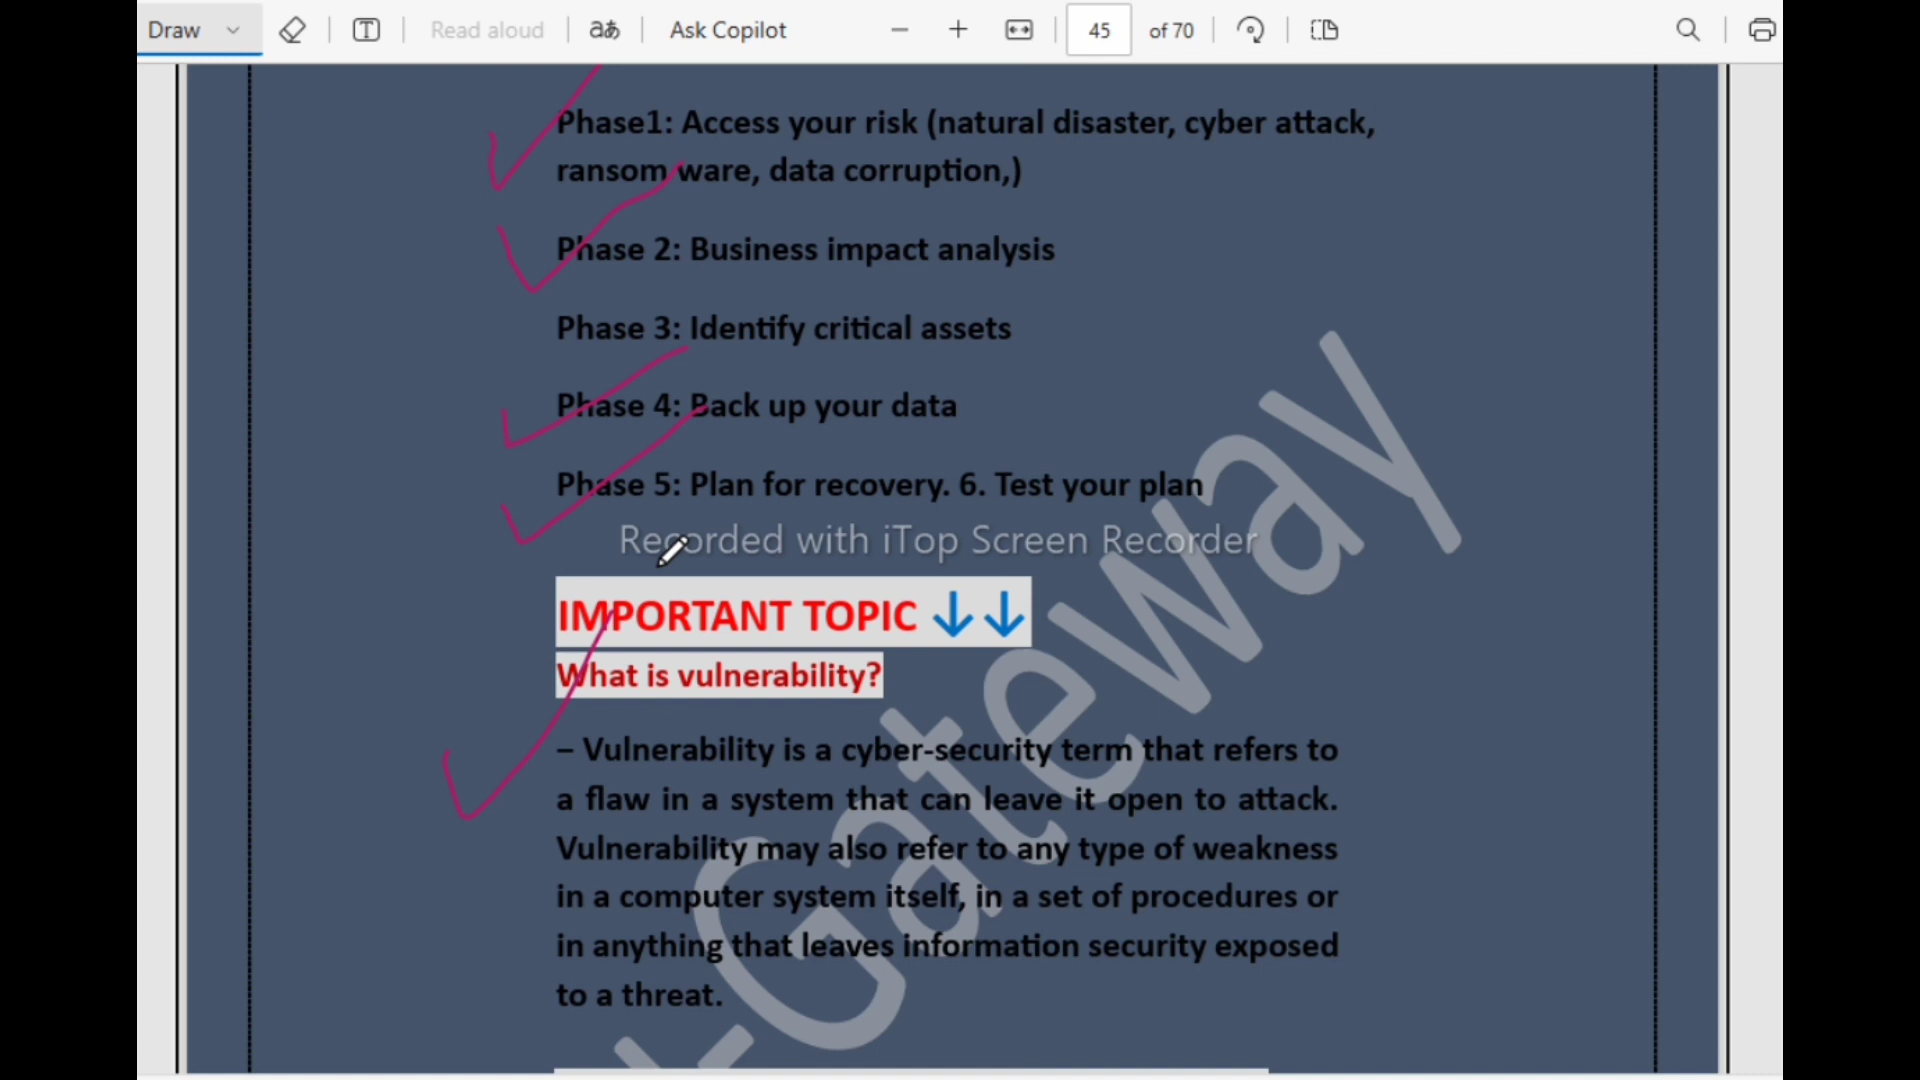 Draw Read aloud aあ Ask Copilot 45 of 70
Phase1: Access your risk (natural disaster, cyber attack,
ransom ware, data corruption,)
Phase 2: Business impact analysis
Phase 3: Identify critical assets
Phase 4: Back up your data
Phase 5: Plan for recovery. 6. Test your plan
Recorded with iTop Screen Recorder
IMPORTANT TOPIC ↓↓
What is vulnerability?
– Vulnerability is a cyber-security term that refers to
a flaw in a system that can leave it open to attack.
Vulnerability may also refer to any type of weakness
in a computer system itself, in a set of procedures or
in anything that leaves information security exposed
to a threat.
-Gateway